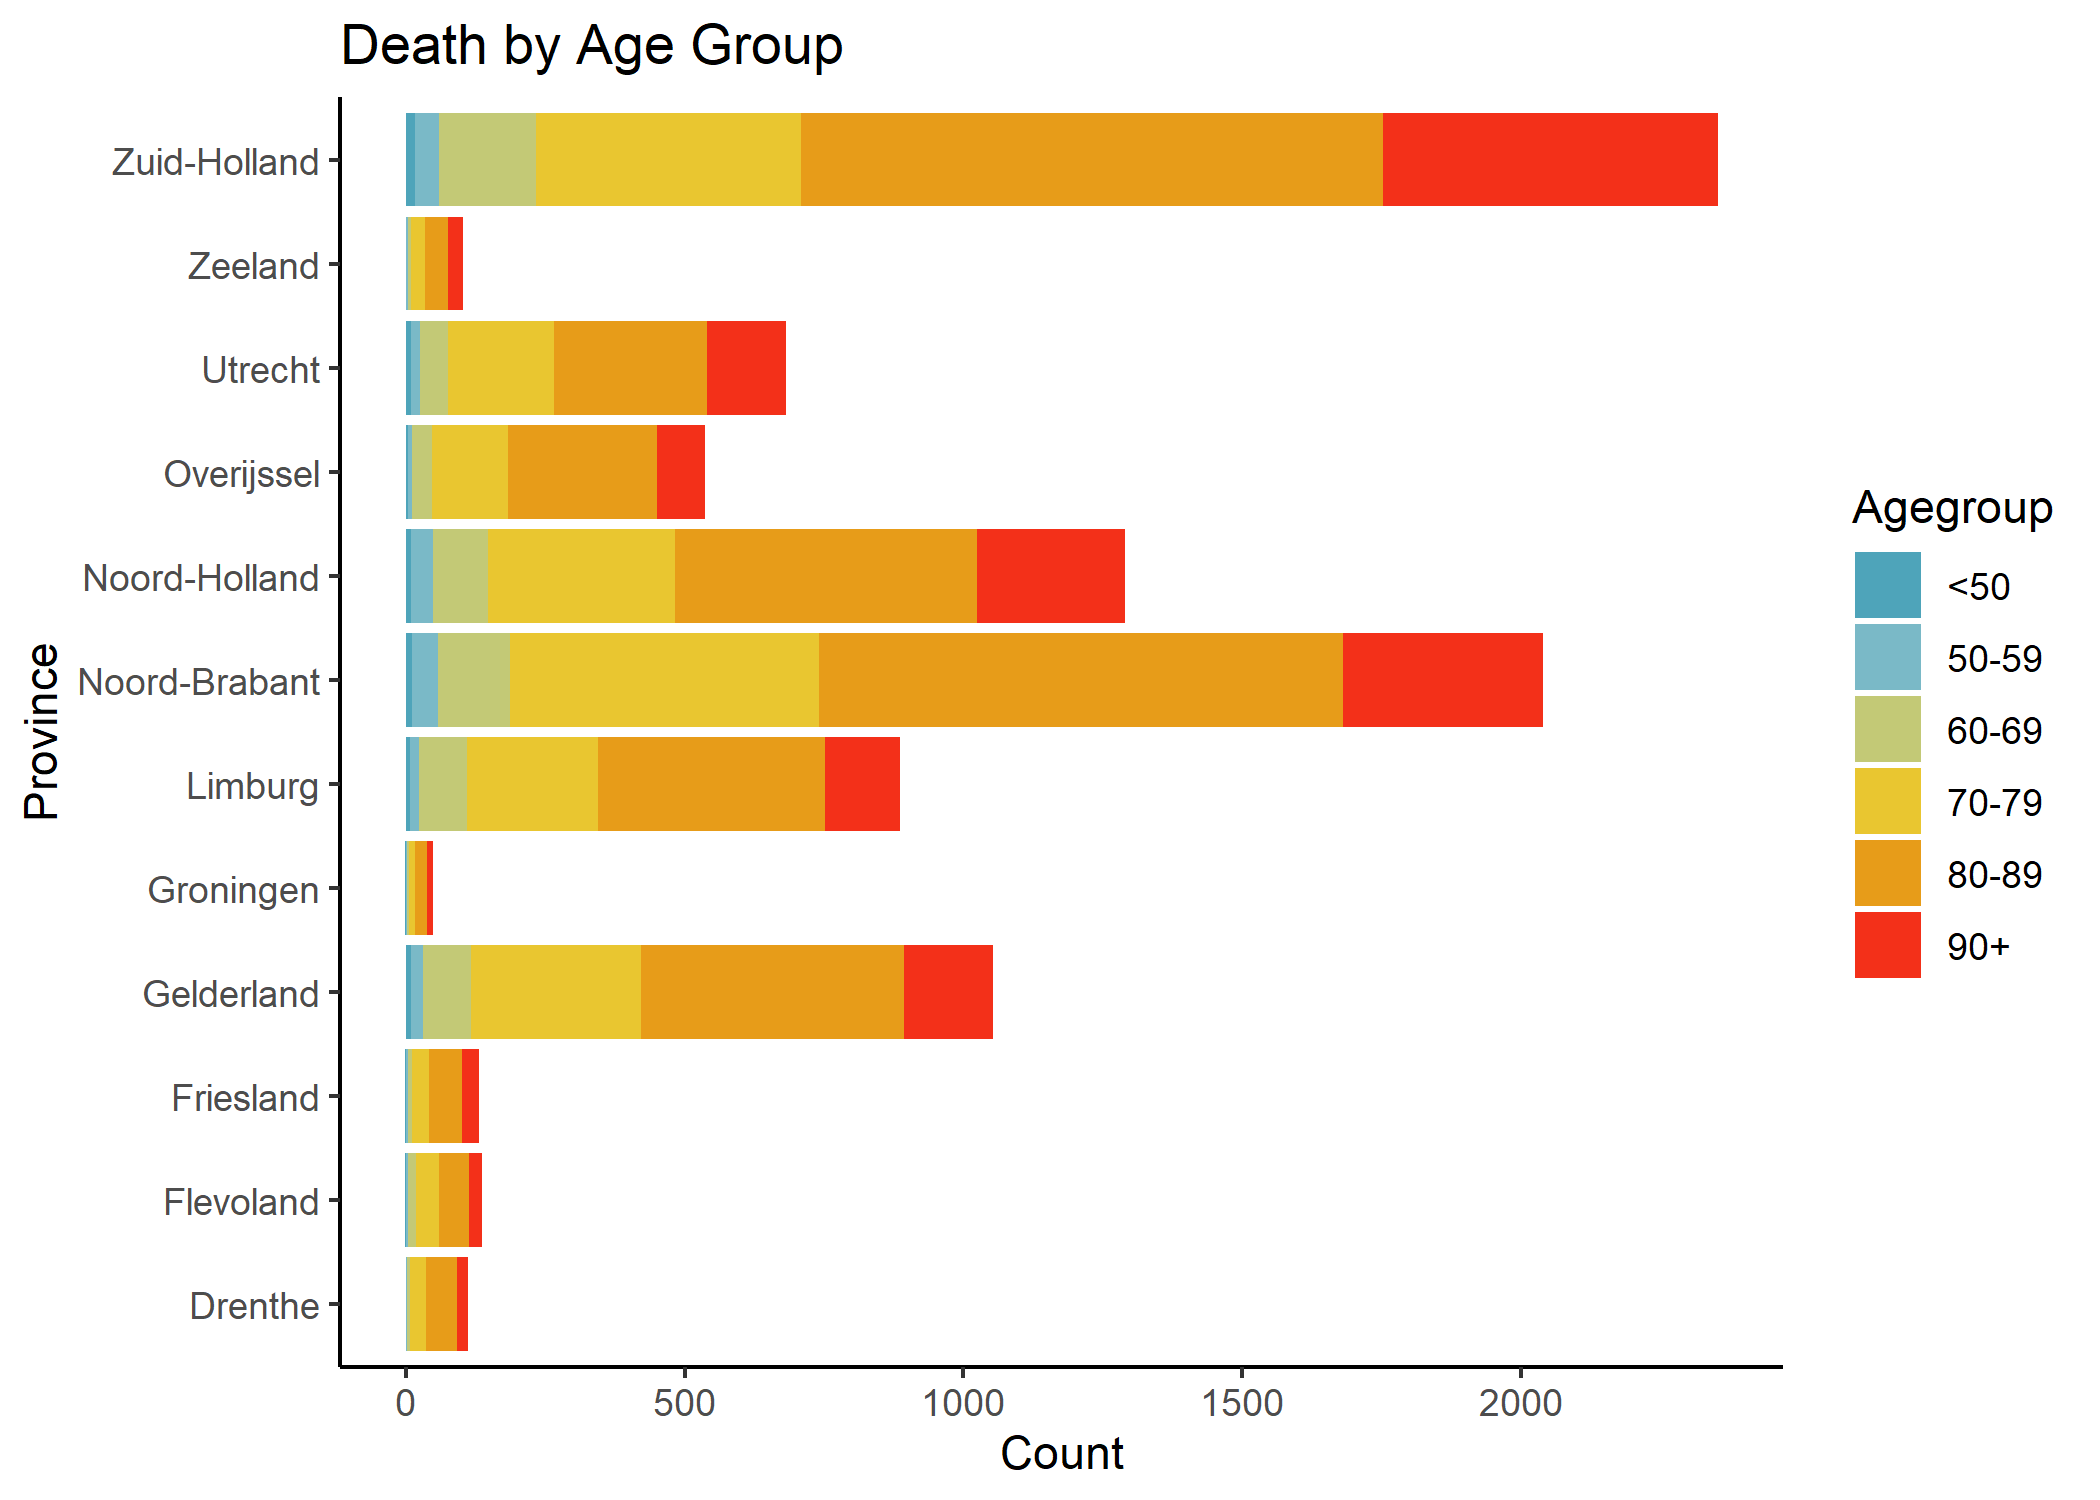 Death by Age Group
Zuid-Holland
Zeeland
Utrecht
Overijssel
Noord-Holland
Noord-Brabant
Limburg
Groningen
Gelderland
Friesland
Flevoland
Drenthe
Province
0 500 1000 1500 2000
Count
Agegroup
<50
50-59
60-69
70-79
80-89
90+